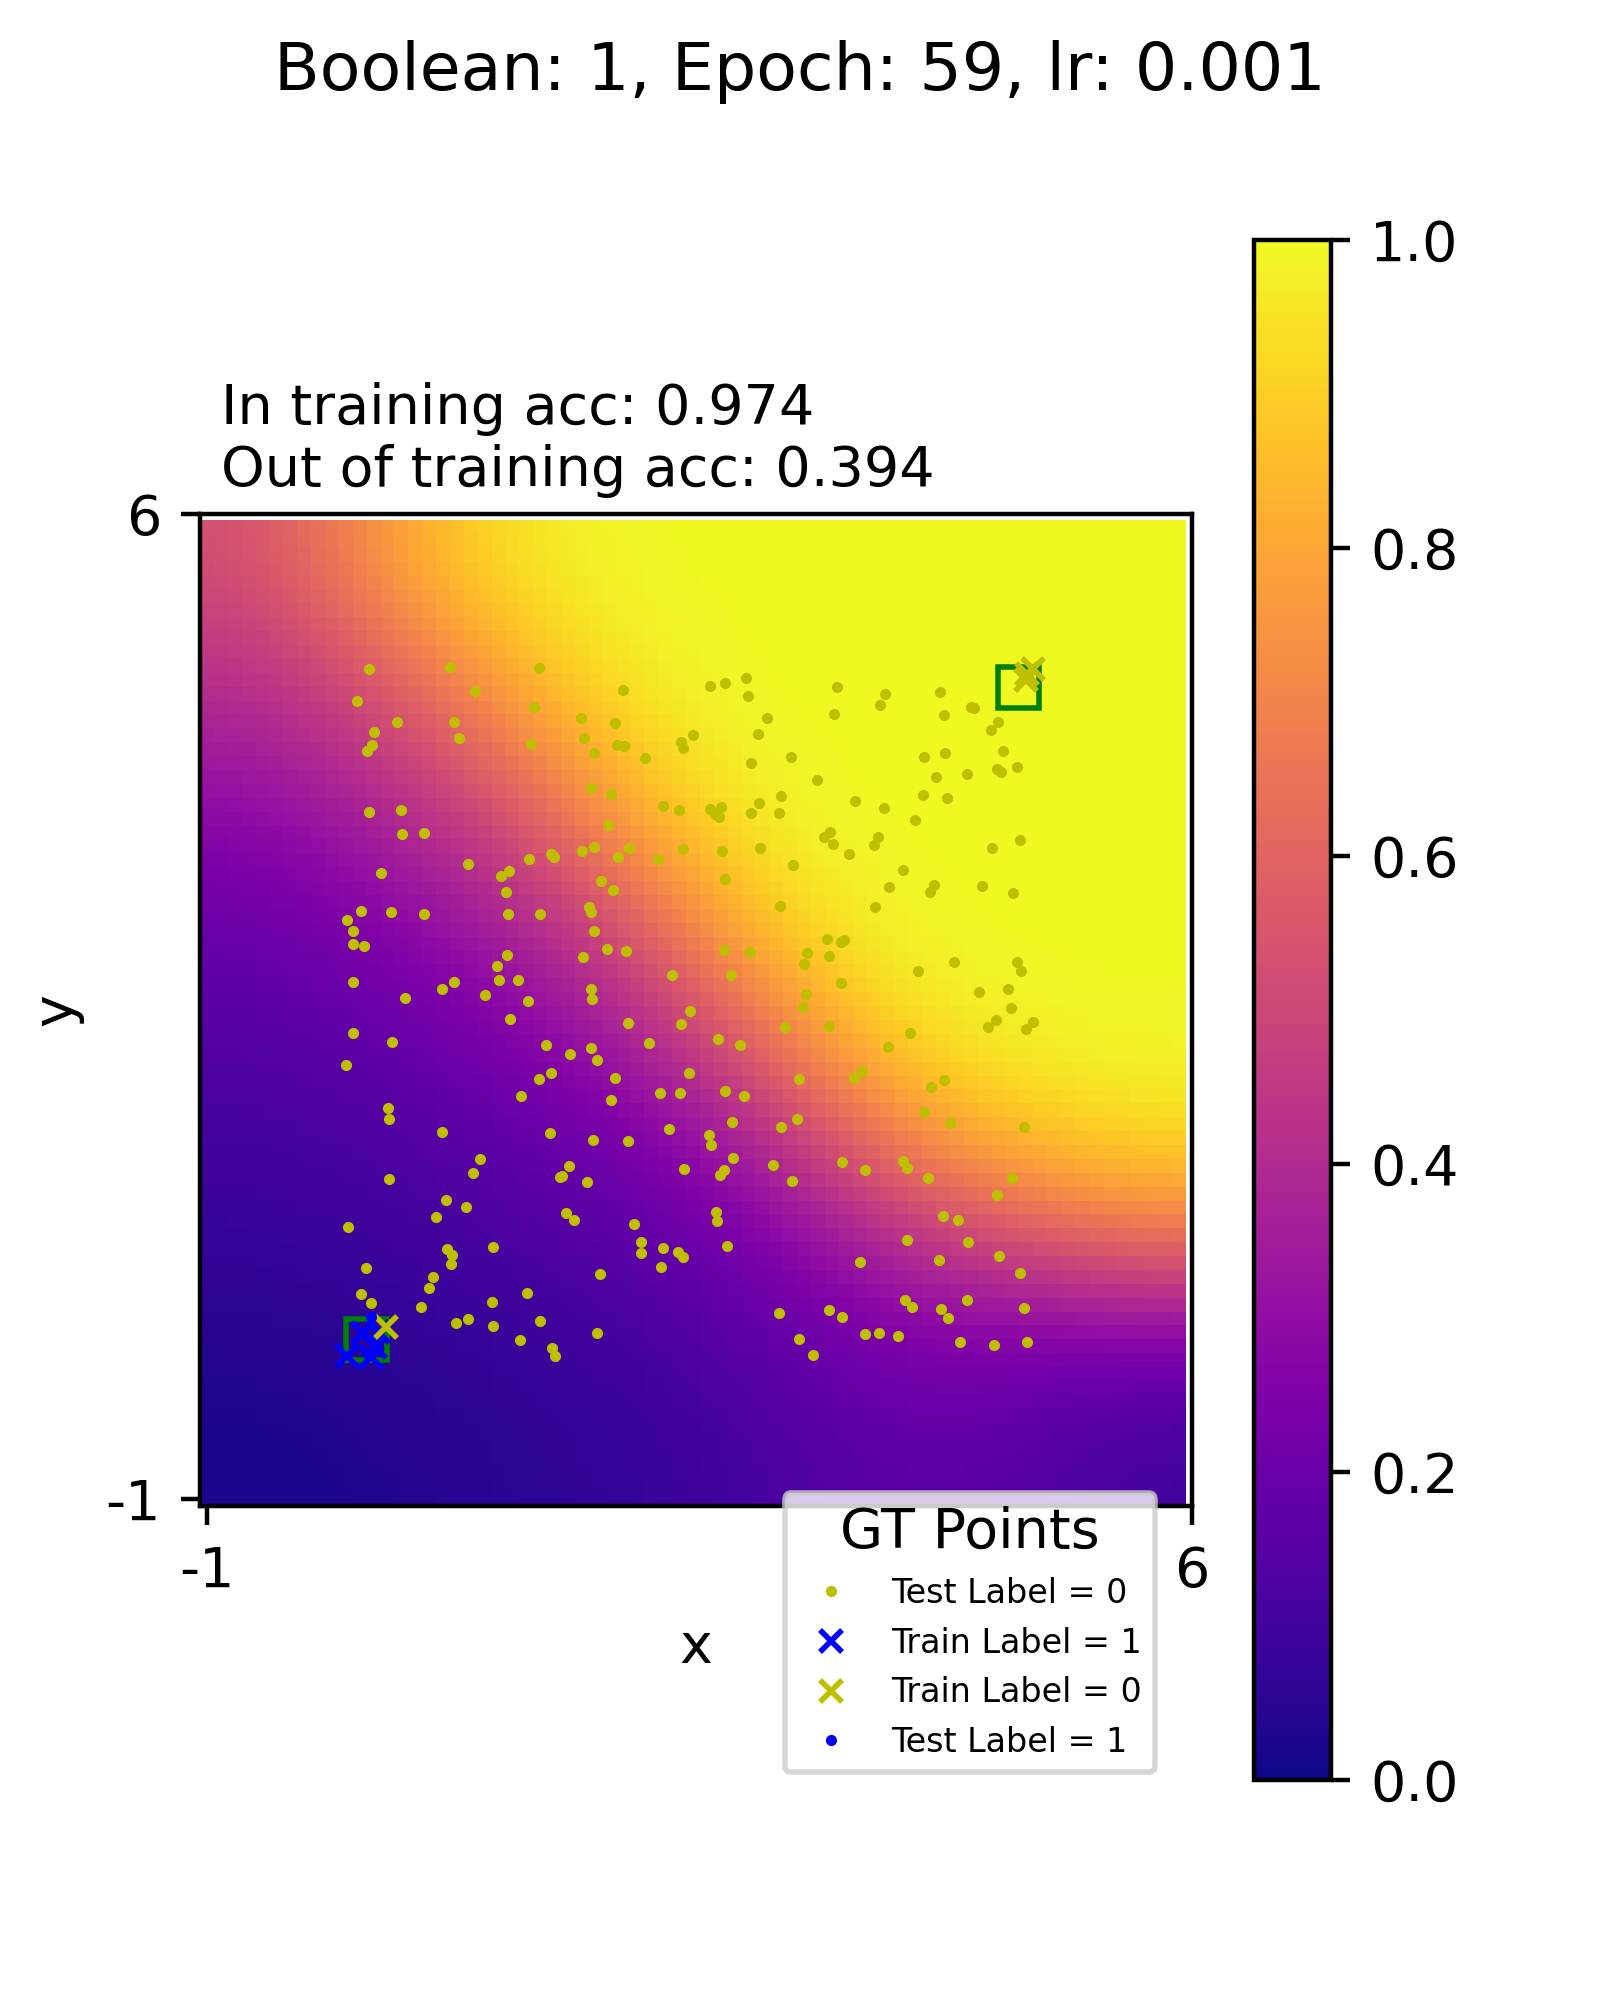 Boolean: 1, Epoch: 59, lr: 0.001
In training acc: 0.974
Out of training acc: 0.394
6
y
-1
-1
6
x
GT Points
Test Label = 0
Train Label = 1
Train Label = 0
Test Label = 1
1.0
0.8
0.6
0.4
0.2
0.0